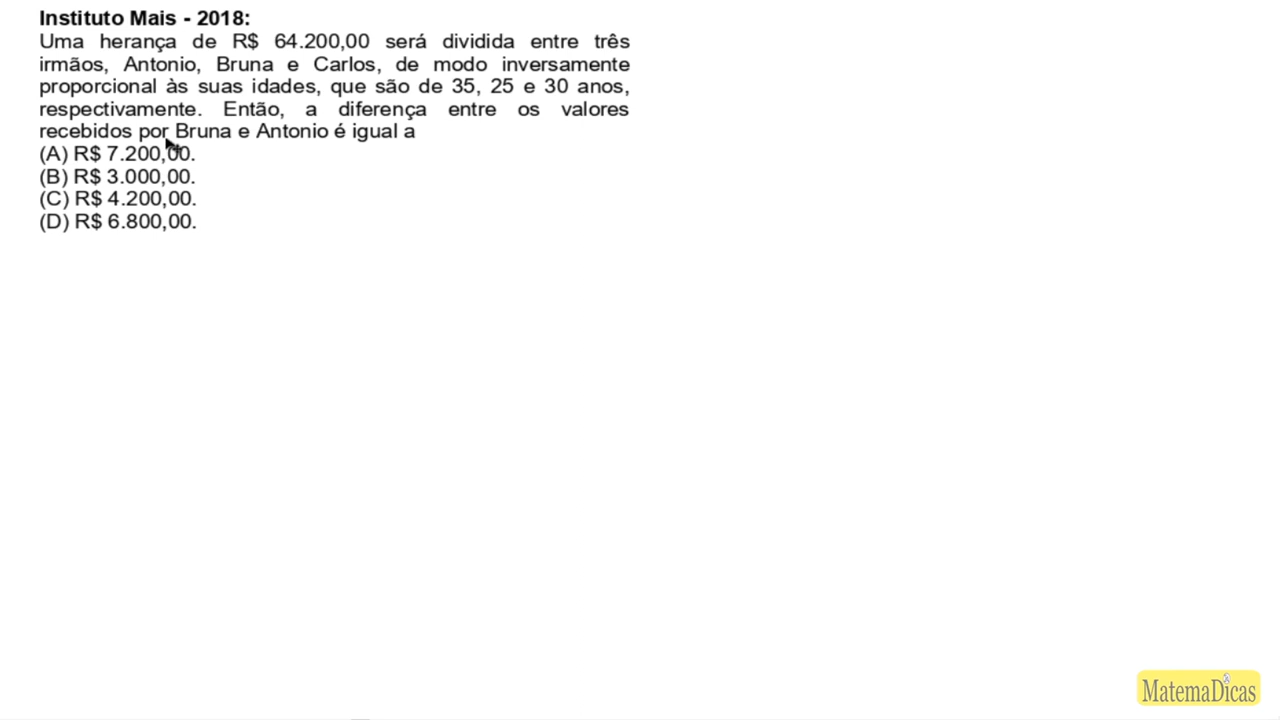 Instituto Mais - 2018:
Uma herança de R$ 64.200,00 será dividida entre três
irmãos, Antonio, Bruna e Carlos, de modo inversamente
proporcional às suas idades, que são de 35, 25 e 30 anos,
respectivamente. Então, a diferença entre os valores
recebidos por Bruna e Antonio é igual a
(A) R$ 7.200,00.
(B) R$ 3.000,00.
(C) R$ 4.200,00.
(D) R$ 6.800,00.
MatemaDicas